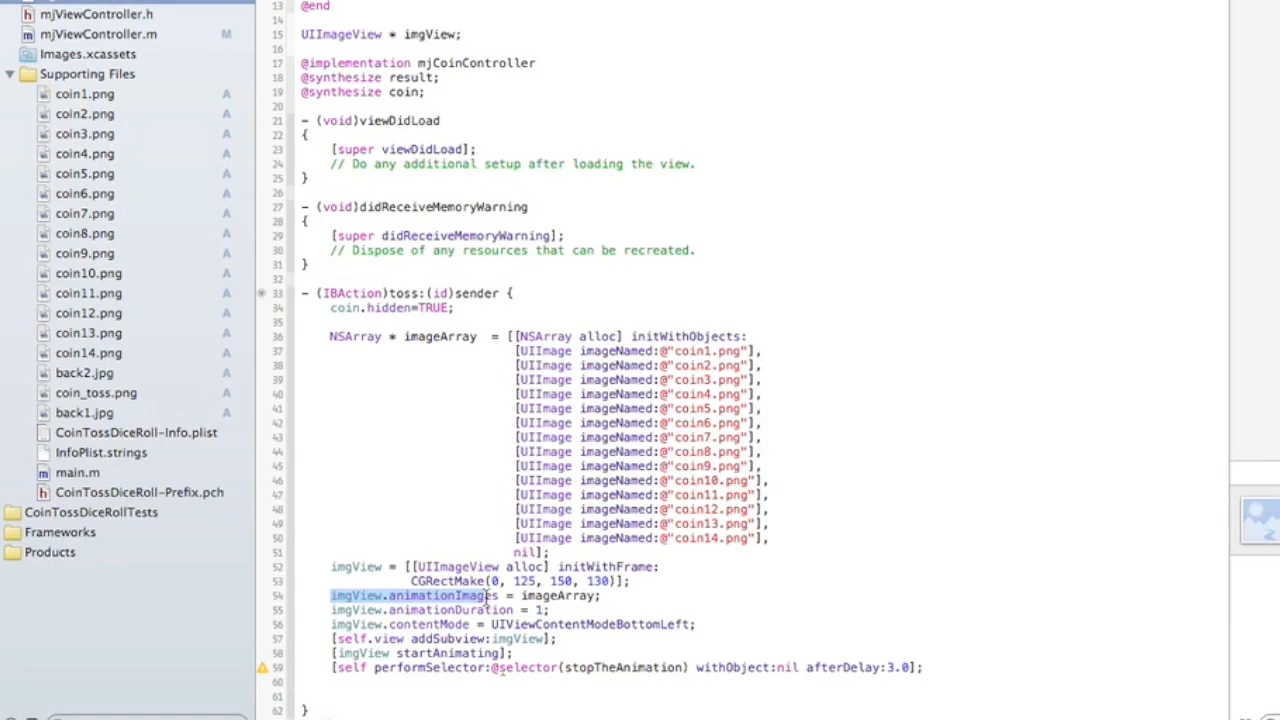 mjViewController.h
mjViewController.m M
Images.xcassets
Supporting Files
coin1.png A
coin2.png A
coin3.png A
coin4.png A
coin5.png A
coin6.png A
coin7.png A
coin8.png A
coin9.png A
coin10.png A
coin11.png A
coin12.png A
coin13.png A
coin14.png A
back2.jpg A
coin_toss.png A
back1.jpg A
CoinTossDiceRoll-Info.plist
InfoPlist.strings
main.m
CoinTossDiceRoll-Prefix.pch
CoinTossDiceRollTests
Frameworks
Products
13 @end
14
15 UIImageView * imgView;
16
17 @implementation mjCoinController
18 @synthesize result;
19 @synthesize coin;
20
21 - (void)viewDidLoad
22 {
23 [super viewDidLoad];
24 // Do any additional setup after loading the view.
25 }
26
27 - (void)didReceiveMemoryWarning
28 {
29 [super didReceiveMemoryWarning];
30 // Dispose of any resources that can be recreated.
31 }
32
33 - (IBAction)toss:(id)sender {
34 coin.hidden=TRUE;
35
36 NSArray * imageArray = [[NSArray alloc] initWithObjects:
37 [UIImage imageNamed:@"coin1.png"],
38 [UIImage imageNamed:@"coin2.png"],
39 [UIImage imageNamed:@"coin3.png"],
40 [UIImage imageNamed:@"coin4.png"],
41 [UIImage imageNamed:@"coin5.png"],
42 [UIImage imageNamed:@"coin6.png"],
43 [UIImage imageNamed:@"coin7.png"],
44 [UIImage imageNamed:@"coin8.png"],
45 [UIImage imageNamed:@"coin9.png"],
46 [UIImage imageNamed:@"coin10.png"],
47 [UIImage imageNamed:@"coin11.png"],
48 [UIImage imageNamed:@"coin12.png"],
49 [UIImage imageNamed:@"coin13.png"],
50 [UIImage imageNamed:@"coin14.png"],
51 nil];
52 imgView = [[UIImageView alloc] initWithFrame:
53 CGRectMake(0, 125, 150, 130)];
54 imgView.animationImages = imageArray;
55 imgView.animationDuration = 1;
56 imgView.contentMode = UIViewContentModeBottomLeft;
57 [self.view addSubview:imgView];
58 [imgView startAnimating];
59 [self performSelector:@selector(stopTheAnimation) withObject:nil afterDelay:3.0];
60
61
62 }